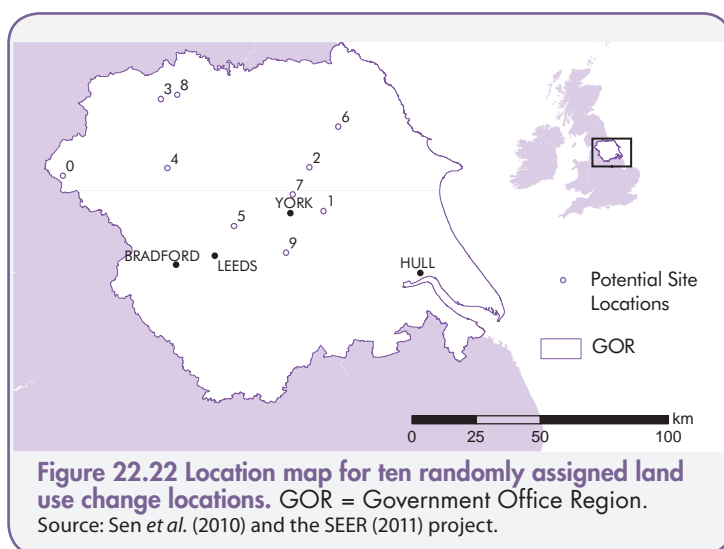 3 8
6
0
4
2
7
YORK
1
5
9
BRADFORD
LEEDS
HULL
Potential Site
Locations
GOR
km
0 25 50 100
Figure 22.22 Location map for ten randomly assigned land
use change locations. GOR = Government Office Region.
Source: Sen et al. (2010) and the SEER (2011) project.